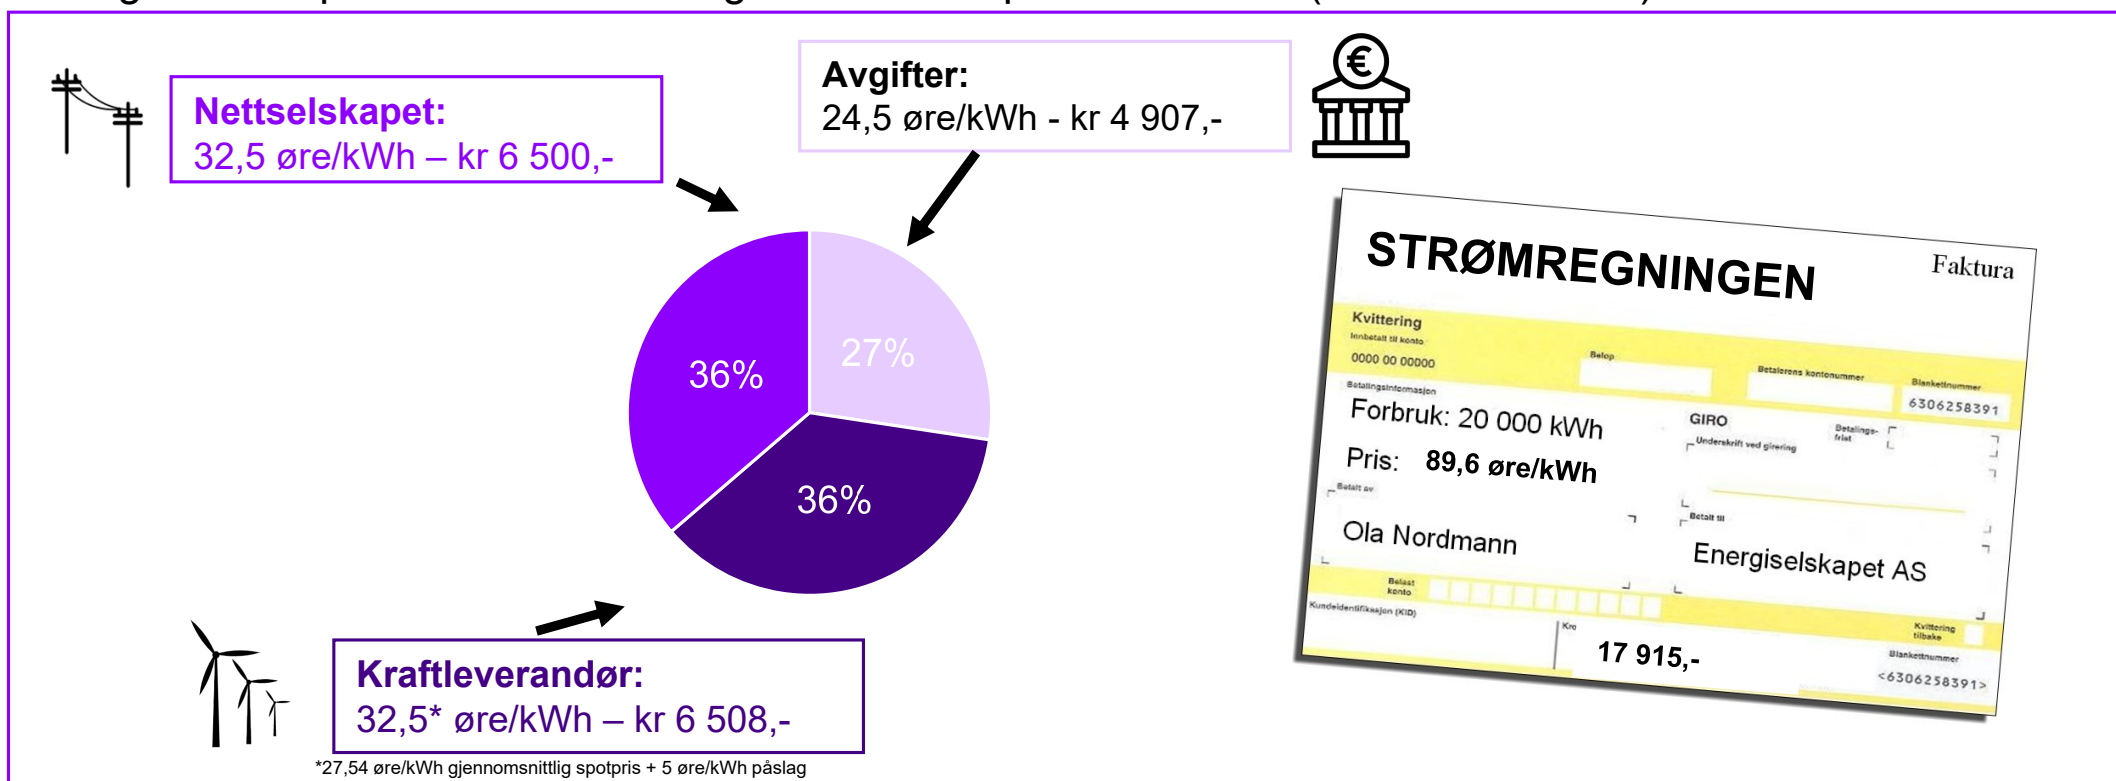 Nettselskapet:
32,5 øre/kWh – kr 6 500,-
Avgifter:
24,5 øre/kWh - kr 4 907,-
€
36%
27%
36%
Kraftleverandør:
32,5* øre/kWh – kr 6 508,-
*27,54 øre/kWh gjennomsnittlig spotpris + 5 øre/kWh påslag
STRØMREGNINGEN
Faktura
Kvittering
Innbetalt til konto
0000 00 00000
Beløp
Betalerens kontonummer
Blankettnummer
6306258391
Betalingsinformasjon
Forbruk: 20 000 kWh
GIRO
Betalings-
frist
Underskrift ved girering
Pris: 89,6 øre/kWh
Betalt av
Betalt til
Ola Nordmann
Energiselskapet AS
Belast
konto
Kvittering
tilbake
Kundeidentifikasjon (KID)
Kro
17 915,-
Blankettnummer
<6306258391>